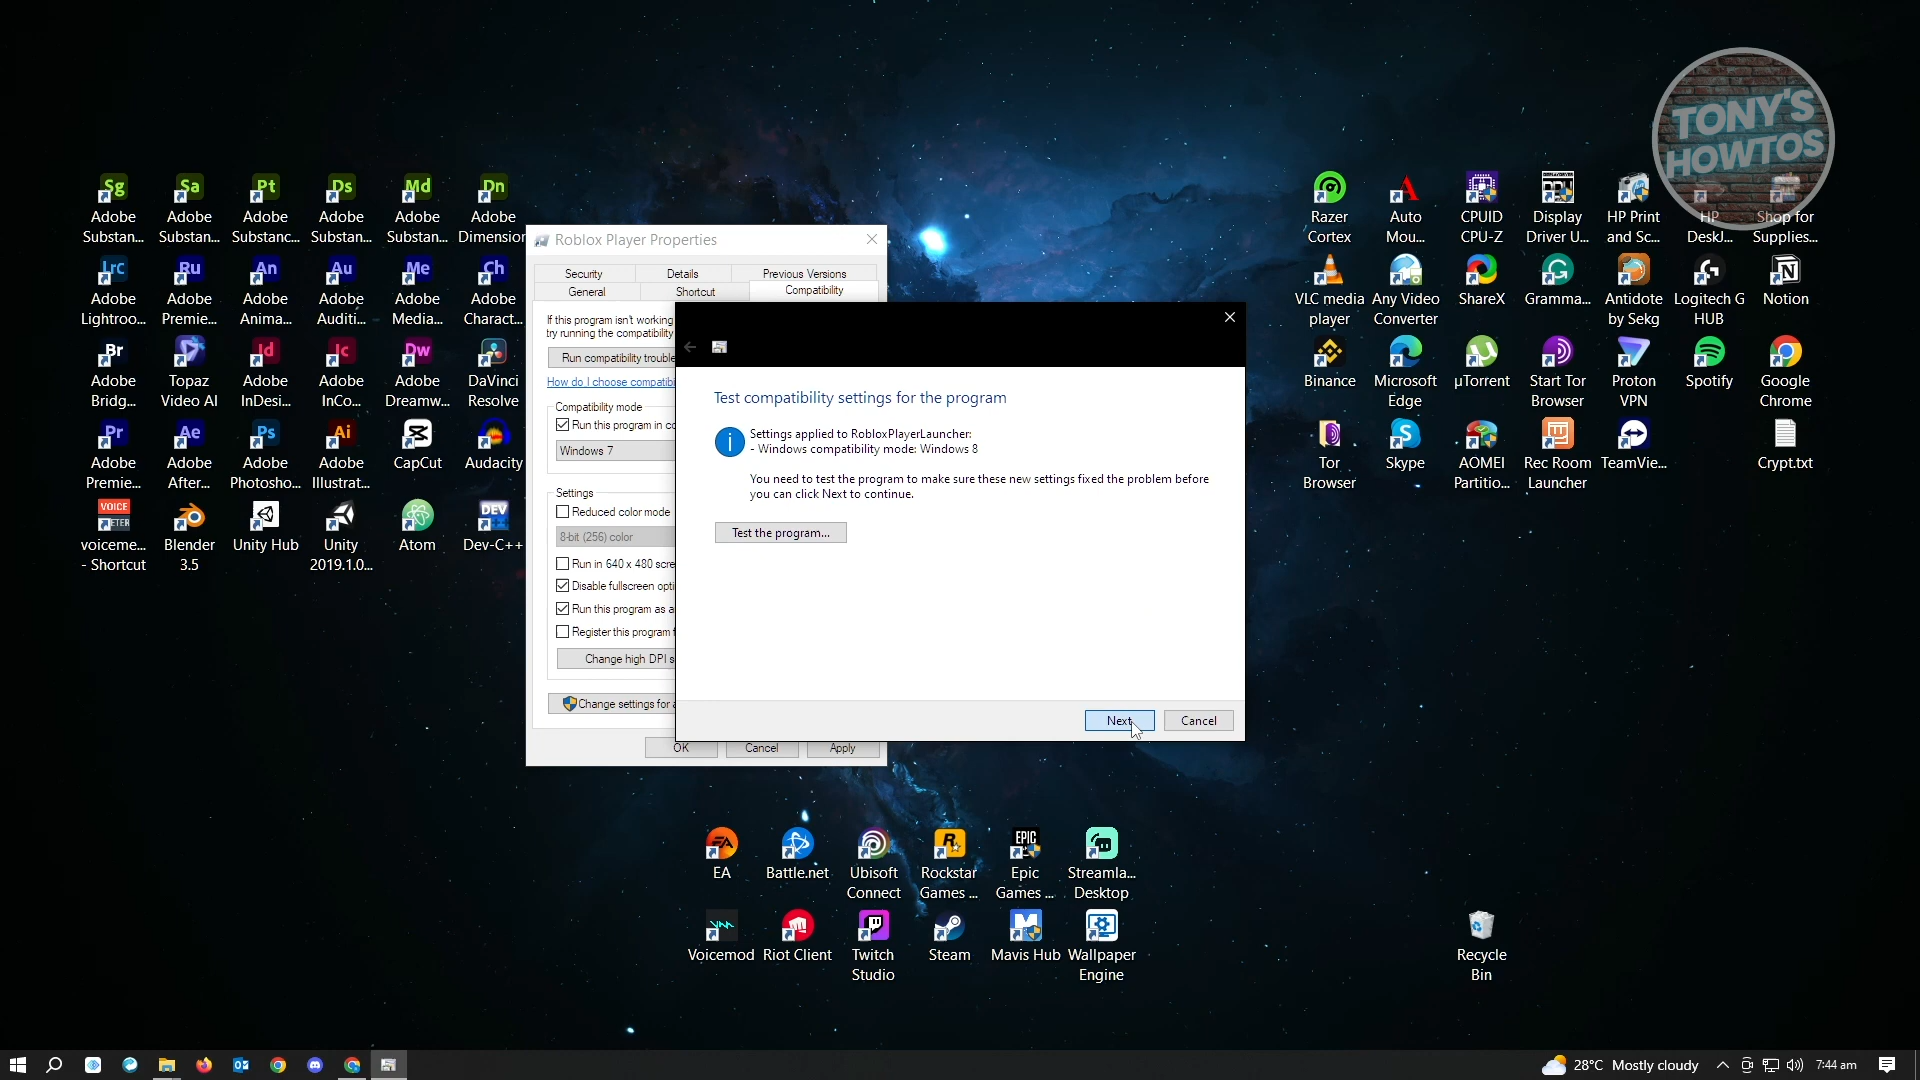 TONY'S
HOWTOS
Sg
Sa
Pt
Ds
Md
Dn
Adobe
Substan...
Adobe
Substan...
Adobe
Substanc...
Adobe
Substan...
Adobe
Substan...
Adobe
Dimension
Lrc
Ru
An
Au
Me
Ch
Adobe
Lightroo...
Adobe
Premie...
Adobe
Anima...
Adobe
Auditi...
Adobe
Media...
Adobe
Charact...
Br
Id
Ic
Dw
Adobe
Bridg...
Topaz
Video AI
Adobe
InDesi...
Adobe
InCo...
Adobe
Dreamw...
DaVinci
Resolve
Pr
Ae
Ps
Ai
Adobe
Premie...
Adobe
After...
Adobe
Photosho...
Adobe
Illustrat...
CapCut
Audacity
VOICE
DEV
voiceme...
- Shortcut
Blender
3.5
Unity Hub
Unity
2019.1.0...
Atom
Dev-C++
Roblox Player Properties
Security
Details
Previous Versions
General
Shortcut
Compatibility
If this program isn't working
try running the compatibility
Run compatibility trouble
How do I choose compatibi
Compatibility mode
Run this program in co
Windows 7
Settings
Reduced color mode
8-bit (256) color
Run in 640 x 480 scre
Disable fullscreen opti
Run this program as a
Register this program f
Change high DPI s
Change settings for a
OK
Cancel
Apply
Test compatibility settings for the program
Settings applied to RobloxPlayerLauncher:
- Windows compatibility mode: Windows 8
You need to test the program to make sure these new settings fixed the problem before
you can click Next to continue.
Test the program...
Next
Cancel
Razer
Cortex
Auto
Mou...
CPUID
CPU-Z
Display
Driver U...
HP Print
and Sc...
HP
DeskJ...
Shop for
Supplies...
VLC media
player
Any Video
Converter
ShareX
Gramma...
Antidote
by Sekg
Logitech G
HUB
Notion
Binance
Microsoft
Edge
µTorrent
Start Tor
Browser
Proton
VPN
Spotify
Google
Chrome
Tor
Browser
Skype
AOMEI
Partitio...
Rec Room
Launcher
TeamVie...
Crypt.txt
EPIC
EA
Battle.net
Ubisoft
Connect
Rockstar
Games ...
Epic
Games ...
Streamla...
Desktop
Voicemod
Riot Client
Twitch
Studio
Steam
Mavis Hub
Wallpaper
Engine
Recycle
Bin
28°C Mostly cloudy
7:44 am